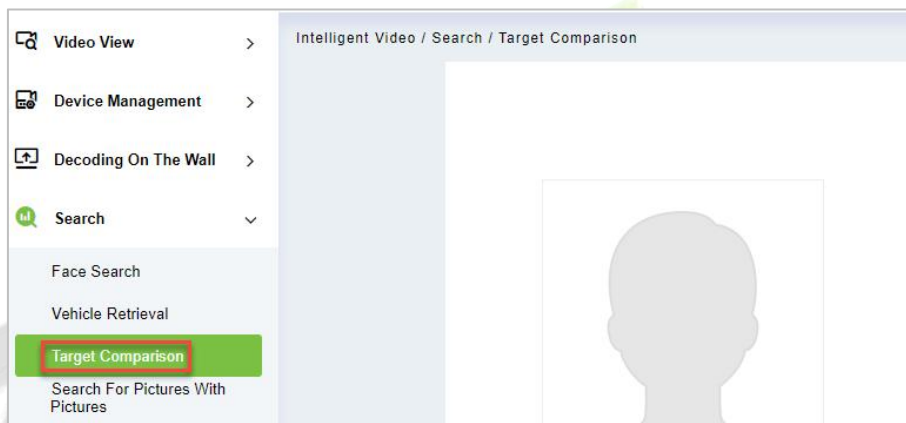 Video View
Intelligent Video / Search / Target Comparison
Device Management
Decoding On The Wall
Search
Face Search
Vehicle Retrieval
Target Comparison
Search For Pictures With
Pictures